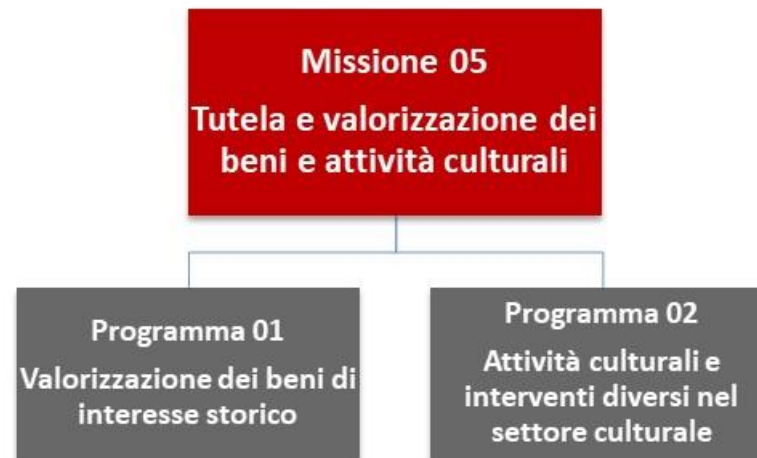 Missione 05
Tutela e valorizzazione dei
beni e attività culturali
Programma 01
Valorizzazione dei beni di
interesse storico
Programma 02
Attività culturali e
interventi diversi nel
settore culturale